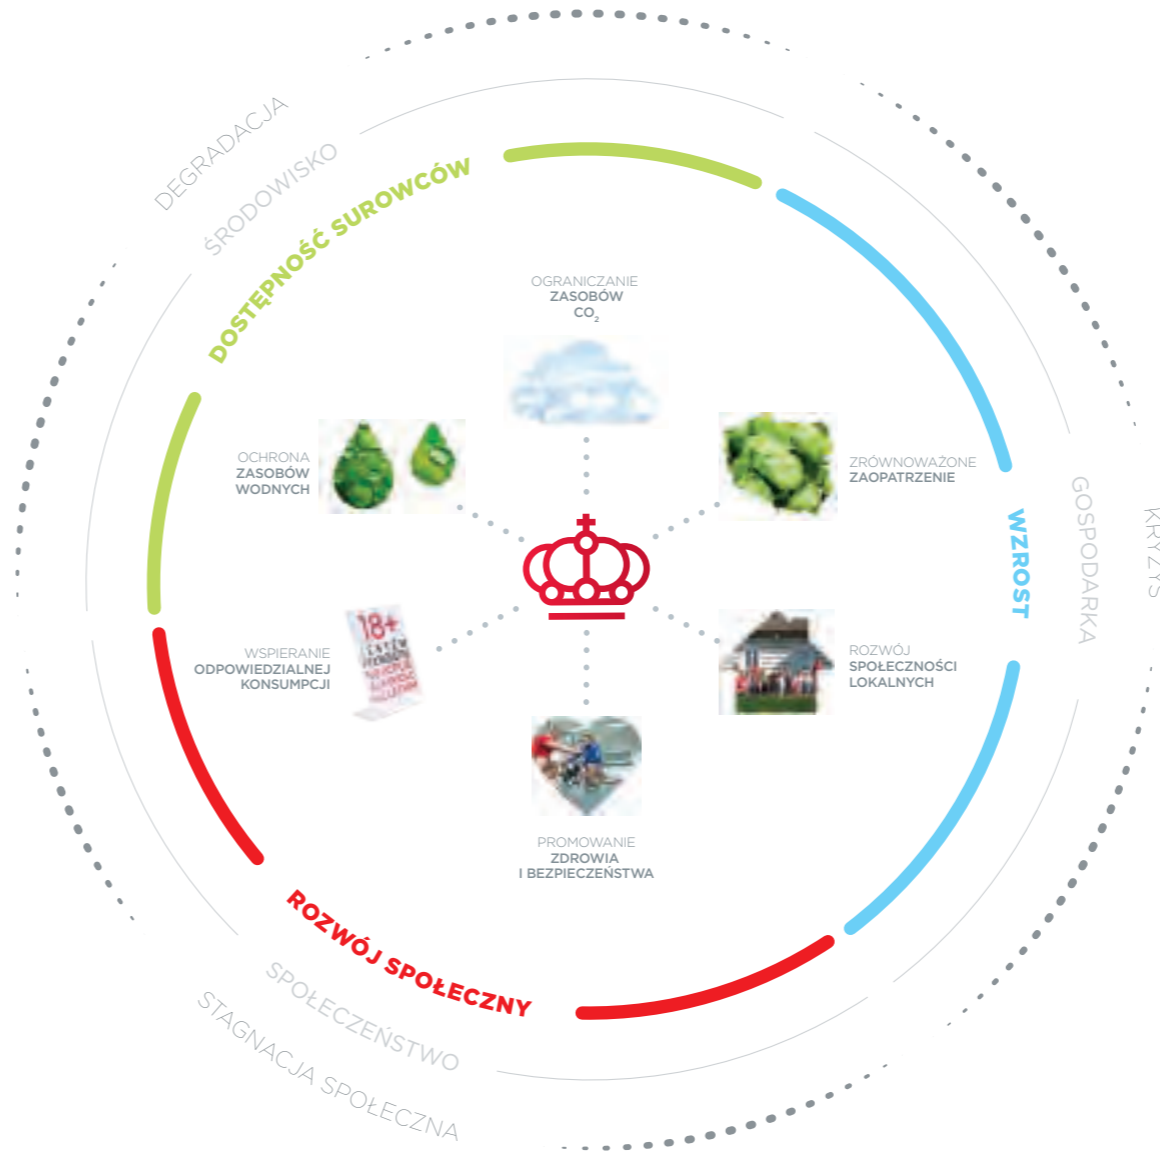 DEGRADACJA
ŚRODOWISKO
DOSTĘPNOŚĆ SUROWCÓW
OGRANICZANIE
ZASOBÓW
CO₂
OCHRONA
ZASOBÓW
WODNYCH
ZRÓWNOWAŻONE
ZAOPATRZENIE
WZROST
GOSPODARKA
KRYZYS
WSPIERANIE
ODPOWIEDZIALNEJ
KONSUMPCJI
18+
ROZWÓJ
SPOŁECZNOŚCI
LOKALNYCH
PROMOWANIE
ZDROWIA
I BEZPIECZEŃSTWA
ROZWÓJ SPOŁECZNY
SPOŁECZEŃSTWO
STAGNACJA SPOŁECZNA